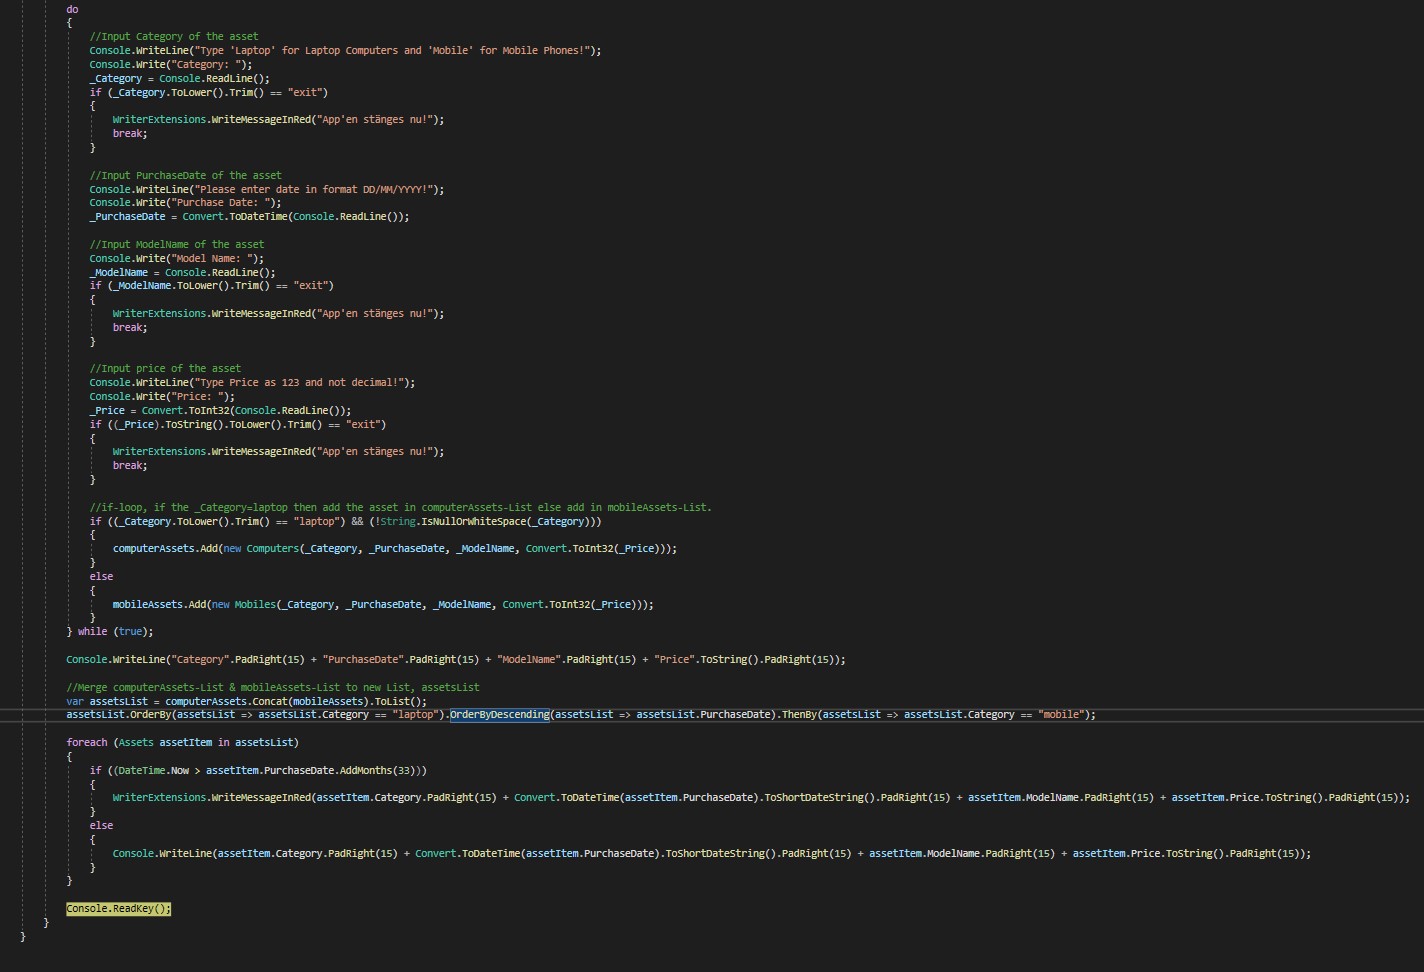 do
{
//Input Category of the asset
Console.WriteLine("Type 'Laptop' for Laptop Computers and 'Mobile' for Mobile Phones!");
Console.Write("Category: ");
_Category = Console.ReadLine();
if (_Category.ToLower().Trim() == "exit")
{
WriterExtensions.WriteMessageInRed("App'en stänges nu!");
break;
}
//Input PurchaseDate of the asset
Console.WriteLine("Please enter date in format DD/MM/YYYY!");
Console.Write("Purchase Date: ");
_PurchaseDate = Convert.ToDateTime(Console.ReadLine());
//Input ModelName of the asset
Console.Write("Model Name: ");
_ModelName = Console.ReadLine();
if (_ModelName.ToLower().Trim() == "exit")
{
WriterExtensions.WriteMessageInRed("App'en stänges nu!");
break;
}
//Input price of the asset
Console.WriteLine("Type Price as 123 and not decimal!");
Console.Write("Price: ");
_Price = Convert.ToInt32(Console.ReadLine());
if ((_Price).ToString().ToLower().Trim() == "exit")
{
WriterExtensions.WriteMessageInRed("App'en stänges nu!");
break;
}
//if-loop, if the _Category=laptop then add the asset in computerAssets-List else add in mobileAssets-List.
if ((_Category.ToLower().Trim() == "laptop") && (!String.IsNullOrWhiteSpace(_Category)))
{
computerAssets.Add(new Computers(_Category, _PurchaseDate, _ModelName, Convert.ToInt32(_Price)));
}
else
{
mobileAssets.Add(new Mobiles(_Category, _PurchaseDate, _ModelName, Convert.ToInt32(_Price)));
}
} while (true);
Console.WriteLine("Category".PadRight(15) + "PurchaseDate".PadRight(15) + "ModelName".PadRight(15) + "Price".ToString().PadRight(15));
//Merge computerAssets-List & mobileAssets-List to new List, assetsList
var assetsList = computerAssets.Concat(mobileAssets).ToList();
assetsList.OrderBy(assetsList => assetsList.Category == "laptop").OrderByDescending(assetsList => assetsList.PurchaseDate).ThenBy(assetsList => assetsList.Category == "mobile");
foreach (Assets assetItem in assetsList)
{
if ((DateTime.Now > assetItem.PurchaseDate.AddMonths(33)))
{
WriterExtensions.WriteMessageInRed(assetItem.Category.PadRight(15) + Convert.ToDateTime(assetItem.PurchaseDate).ToShortDateString().PadRight(15) + assetItem.ModelName.PadRight(15) + assetItem.Price.ToString().PadRight(15));
}
else
{
Console.WriteLine(assetItem.Category.PadRight(15) + Convert.ToDateTime(assetItem.PurchaseDate).ToShortDateString().PadRight(15) + assetItem.ModelName.PadRight(15) + assetItem.Price.ToString().PadRight(15));
}
}
Console.ReadKey();
}
}